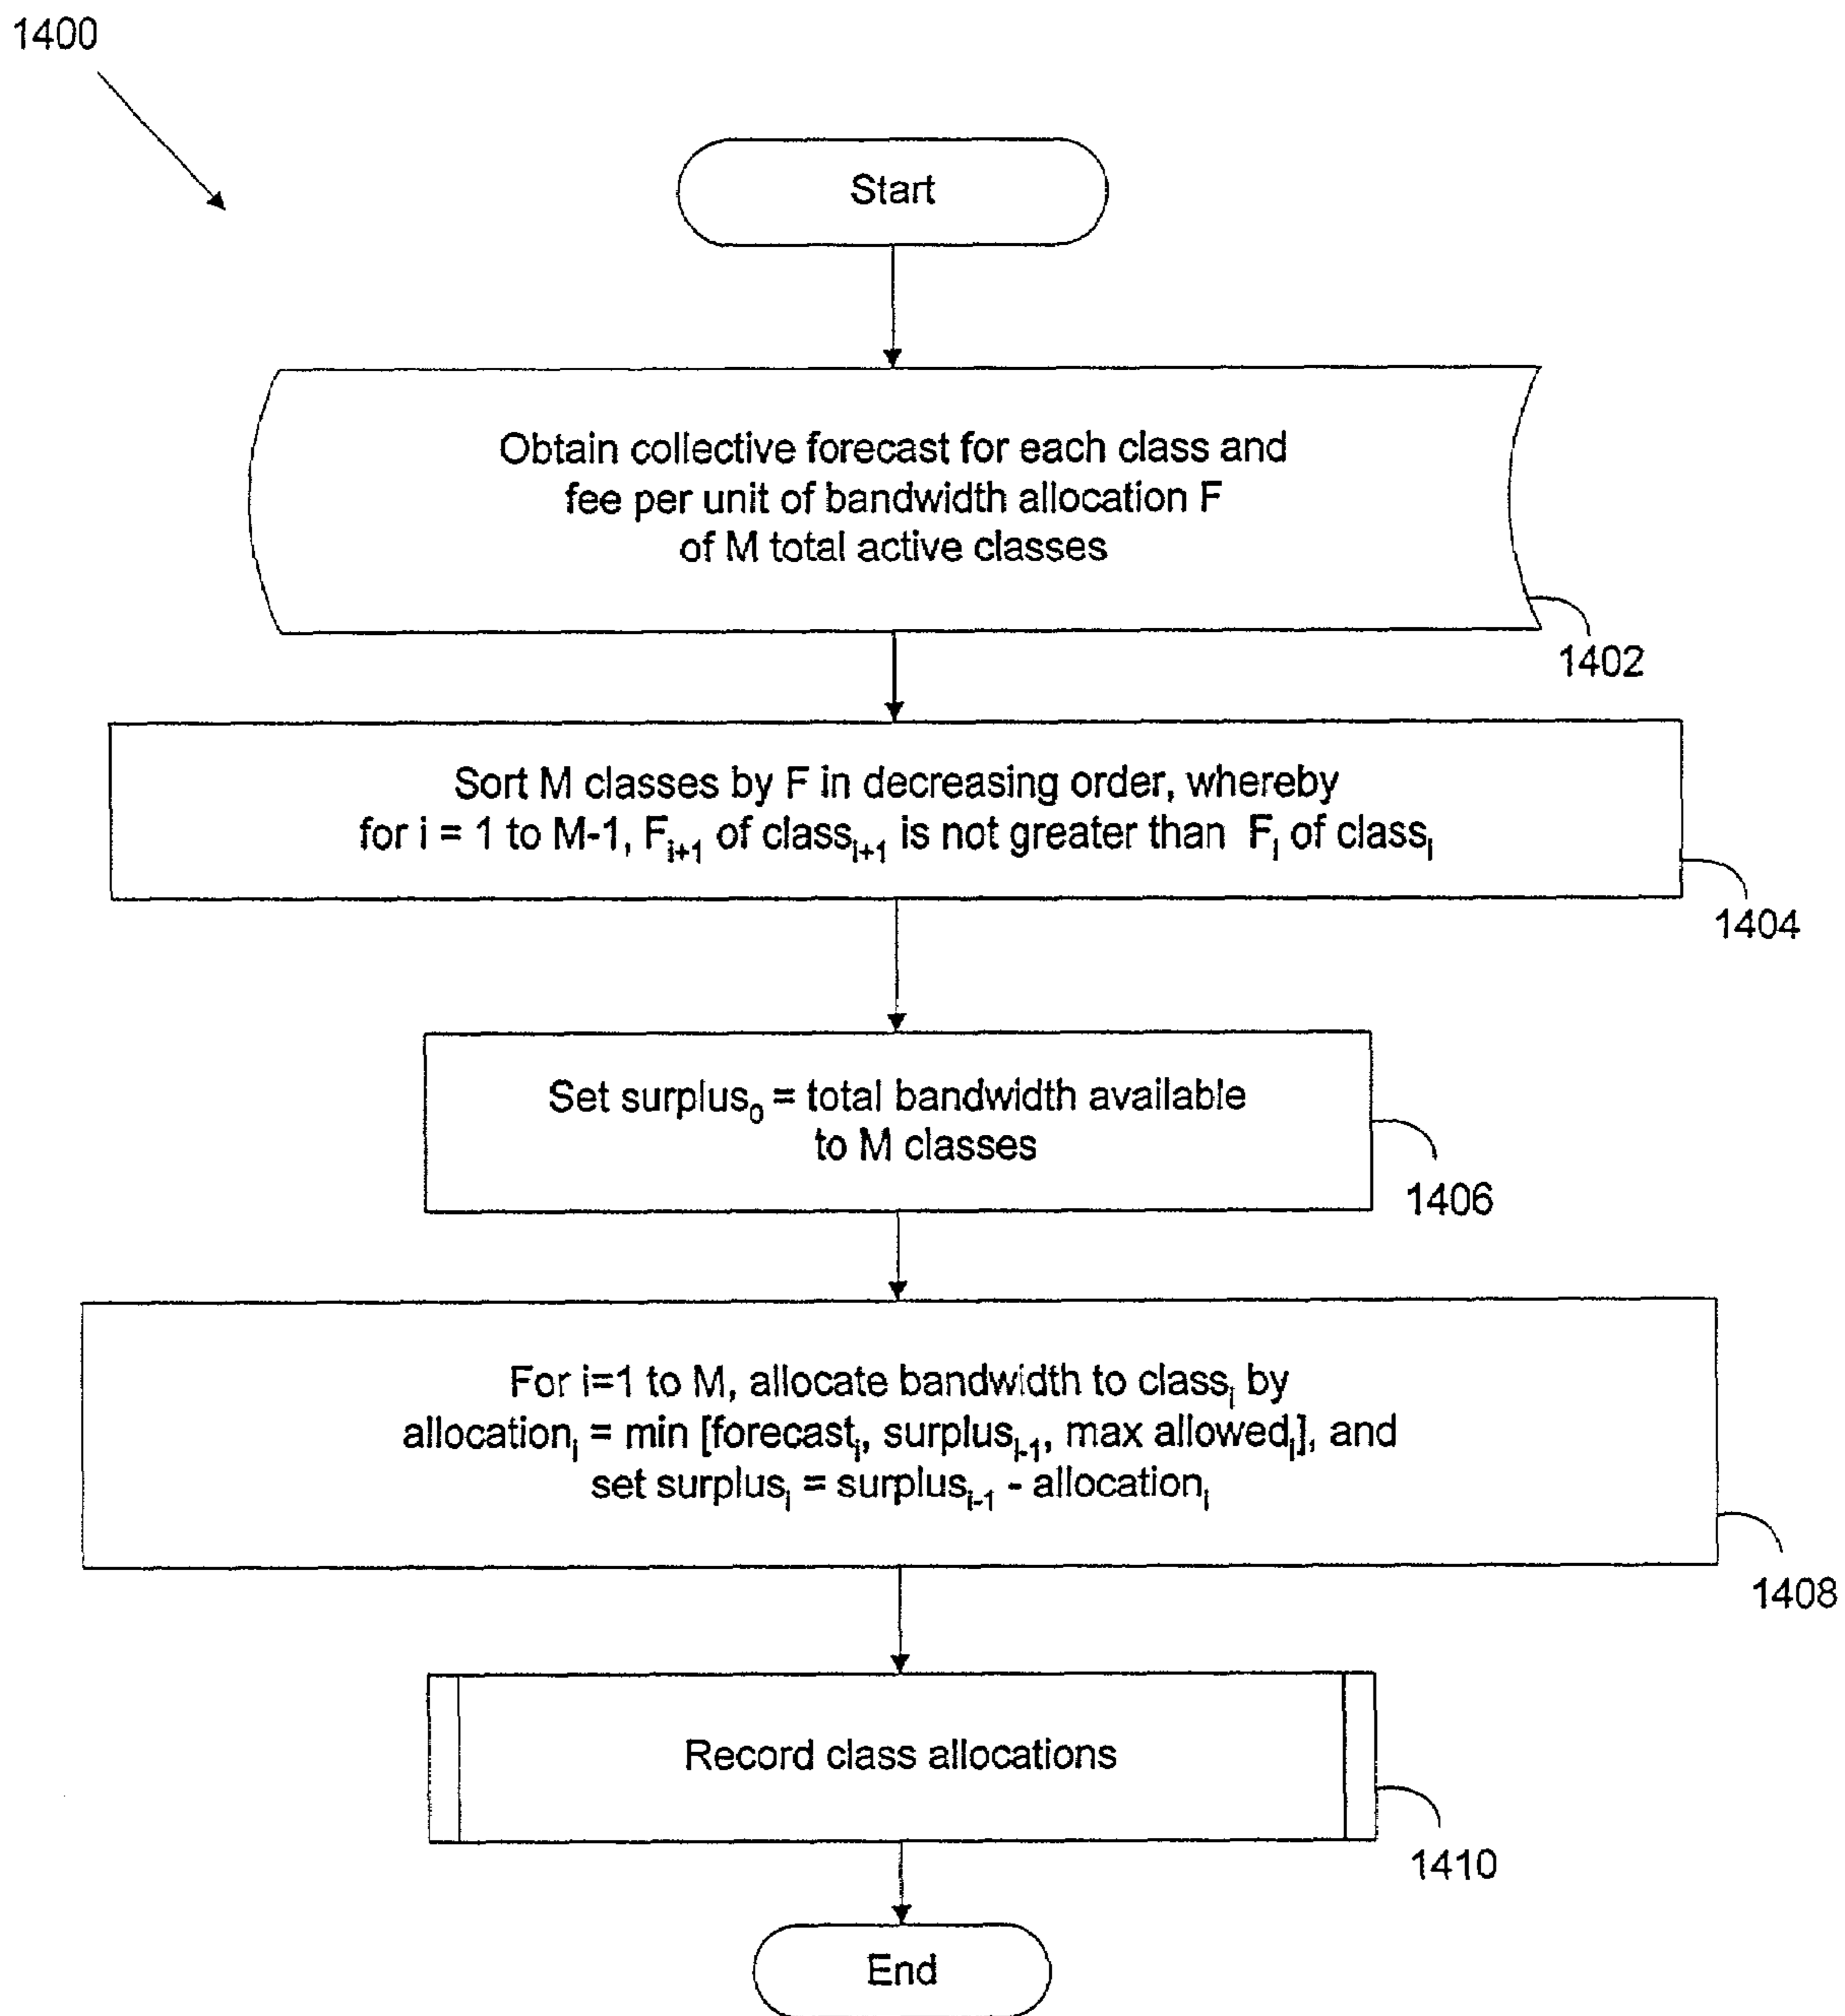 1400
Start
Obtain collective forecast for each class and
fee per unit of bandwidth allocation F
of M total active classes
1402
Sort M classes by F in decreasing order, whereby
for i = 1 to M-1, Fᵢ₊₁ of classᵢ₊₁ is not greater than Fᵢ of classᵢ
1404
Set surplus₀ = total bandwidth available
to M classes
1406
For i=1 to M, allocate bandwidth to classᵢ by
allocationᵢ = min [forecastᵢ, surplusᵢ₋₁, max allowedᵢ], and
set surplusᵢ = surplusᵢ₋₁ - allocationᵢ
1408
Record class allocations
1410
End